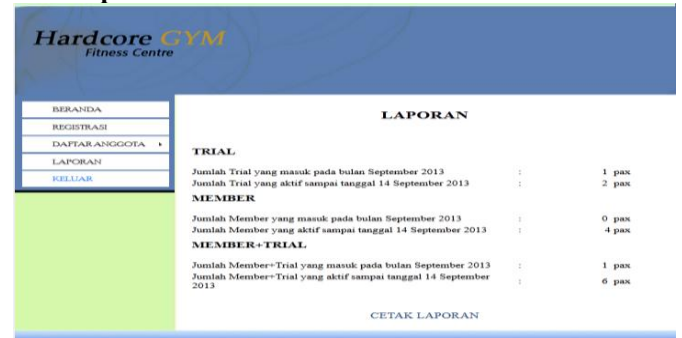 Hardcore GYM
Fitness Centre
BERANDA
REGISTRASI
DAFTAR ANGGOTA
LAPORAN
KELUAR
LAPORAN
TRIAL
Jumlah Trial yang masuk pada bulan September 2013 : 1 pax
Jumlah Trial yang aktif sampai tanggal 14 September 2013 : 2 pax
MEMBER
Jumlah Member yang masuk pada bulan September 2013 : 0 pax
Jumlah Member yang aktif sampai tanggal 14 September 2013 : 4 pax
MEMBER+TRIAL
Jumlah Member+Trial yang masuk pada bulan September 2013 : 1 pax
Jumlah Member+Trial yang aktif sampai tanggal 14 September
2013 : 6 pax
CETAK LAPORAN